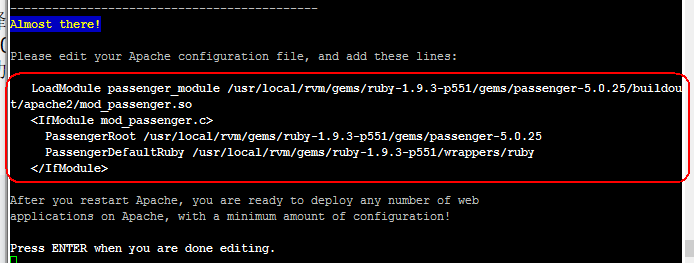 --------------------------------------------
Almost there!
Please edit your Apache configuration file, and add these lines:
LoadModule passenger_module /usr/local/rvm/gems/ruby-1.9.3-p551/gems/passenger-5.0.25/buildou
t/apache2/mod_passenger.so
<IfModule mod_passenger.c>
PassengerRoot /usr/local/rvm/gems/ruby-1.9.3-p551/gems/passenger-5.0.25
PassengerDefaultRuby /usr/local/rvm/gems/ruby-1.9.3-p551/wrappers/ruby
</IfModule>
After you restart Apache, you are ready to deploy any number of web
applications on Apache, with a minimum amount of configuration!
Press ENTER when you are done editing.